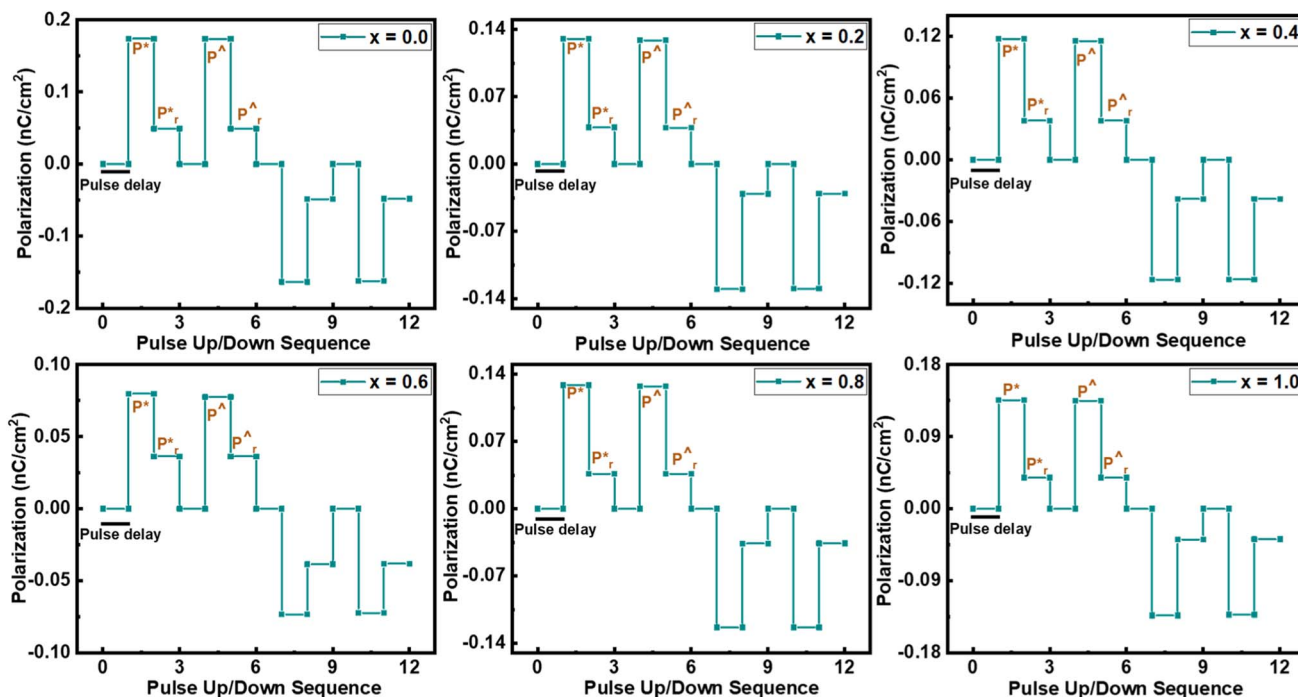 x = 0.0
Polarization (nC/cm²)
0.2
0.1
0.0
-0.1
-0.2
P*
P*r
P^
P^r
Pulse delay
0 3 6 9 12
Pulse Up/Down Sequence
x = 0.2
Polarization (nC/cm²)
0.14
0.07
0.00
-0.07
-0.14
P*
P*r
P^
P^r
Pulse delay
0 3 6 9 12
Pulse Up/Down Sequence
x = 0.4
Polarization (nC/cm²)
0.12
0.06
0.00
-0.06
-0.12
P*
P*r
P^
P^r
Pulse delay
0 3 6 9 12
Pulse Up/Down Sequence
x = 0.6
Polarization (nC/cm²)
0.10
0.05
0.00
-0.05
-0.10
P*
P*r
P^
P^r
Pulse delay
0 3 6 9 12
Pulse Up/Down Sequence
x = 0.8
Polarization (nC/cm²)
0.14
0.07
0.00
-0.07
-0.14
P*
P*r
P^
P^r
Pulse delay
0 3 6 9 12
Pulse Up/Down Sequence
x = 1.0
Polarization (nC/cm²)
0.18
0.09
0.00
-0.09
-0.18
P*
P*r
P^
P^r
Pulse delay
0 3 6 9 12
Pulse Up/Down Sequence